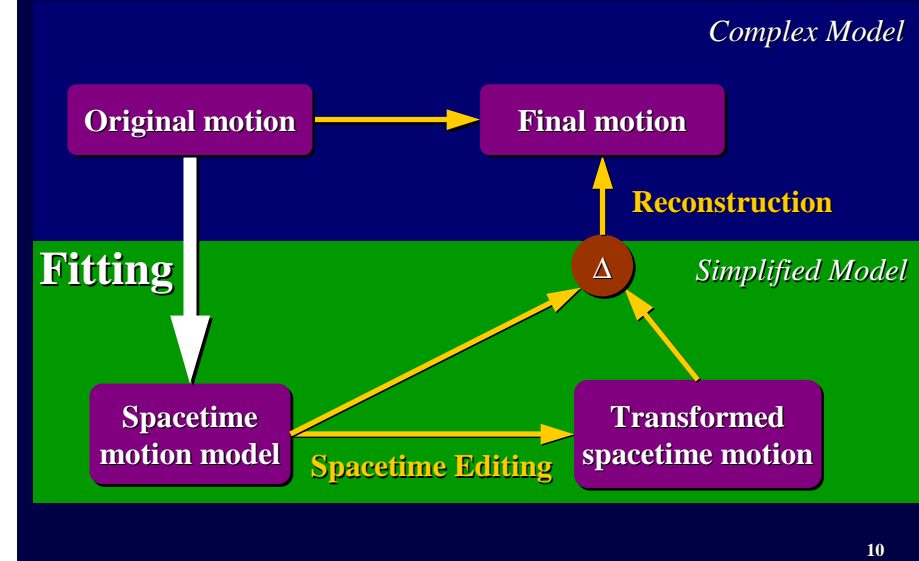 Complex Model
Original motion
Final motion
Reconstruction
Fitting
Δ
Simplified Model
Spacetime
motion model
Spacetime Editing
Transformed
spacetime motion
10